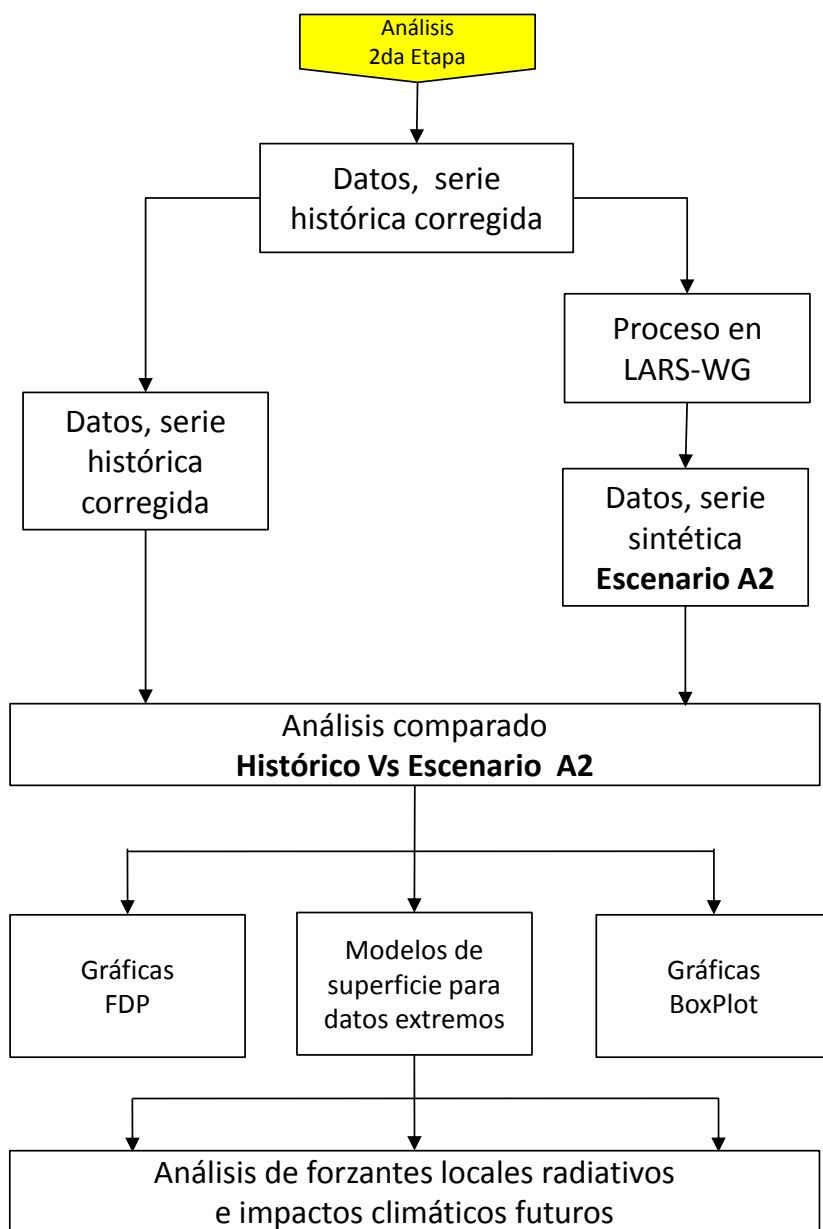 Análisis
2da Etapa
Datos, serie
histórica corregida
Proceso en
LARS-WG
Datos, serie
histórica
corregida
Datos, serie
sintética
Escenario A2
Análisis comparado
Histórico Vs Escenario A2
Gráficas
FDP
Modelos de
superficie para
datos extremos
Gráficas
BoxPlot
Análisis de forzantes locales radiativos
e impactos climáticos futuros